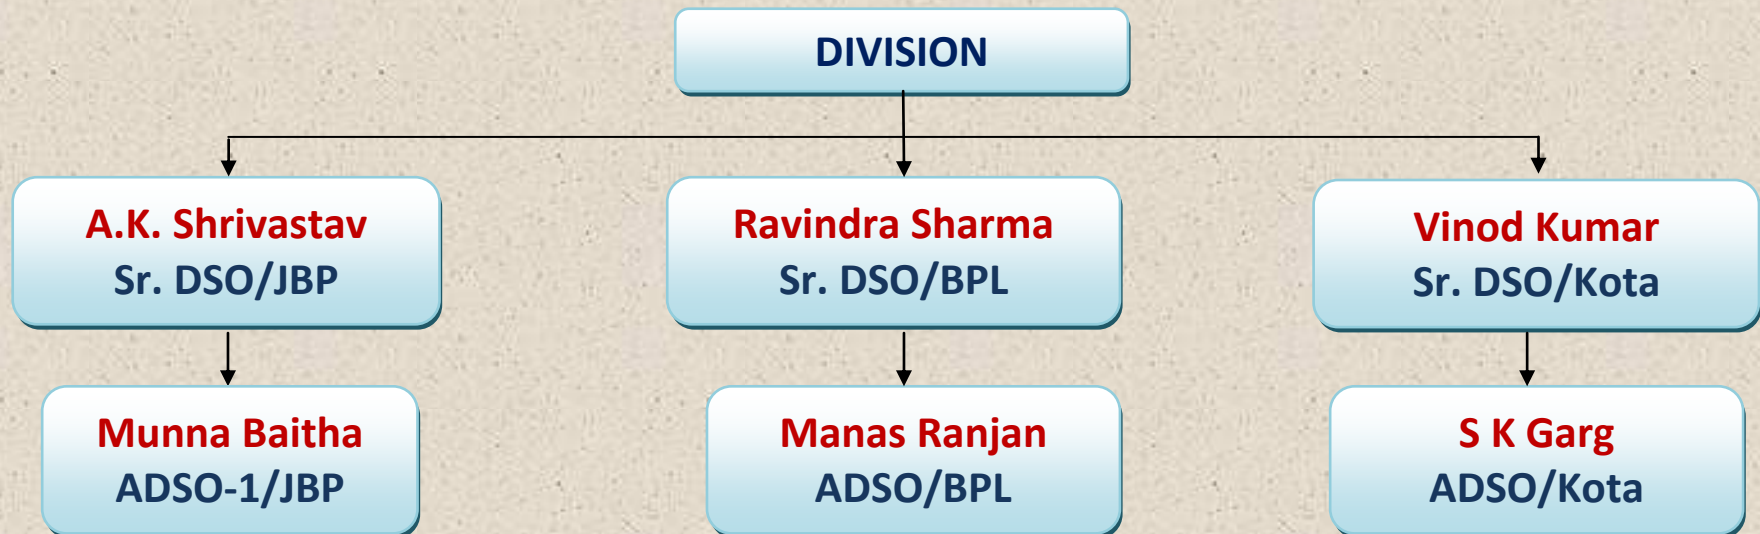 DIVISION
A.K. Shrivastav
Sr. DSO/JBP
Ravindra Sharma
Sr. DSO/BPL
Vinod Kumar
Sr. DSO/Kota
Munna Baitha
ADSO-1/JBP
Manas Ranjan
ADSO/BPL
S K Garg
ADSO/Kota